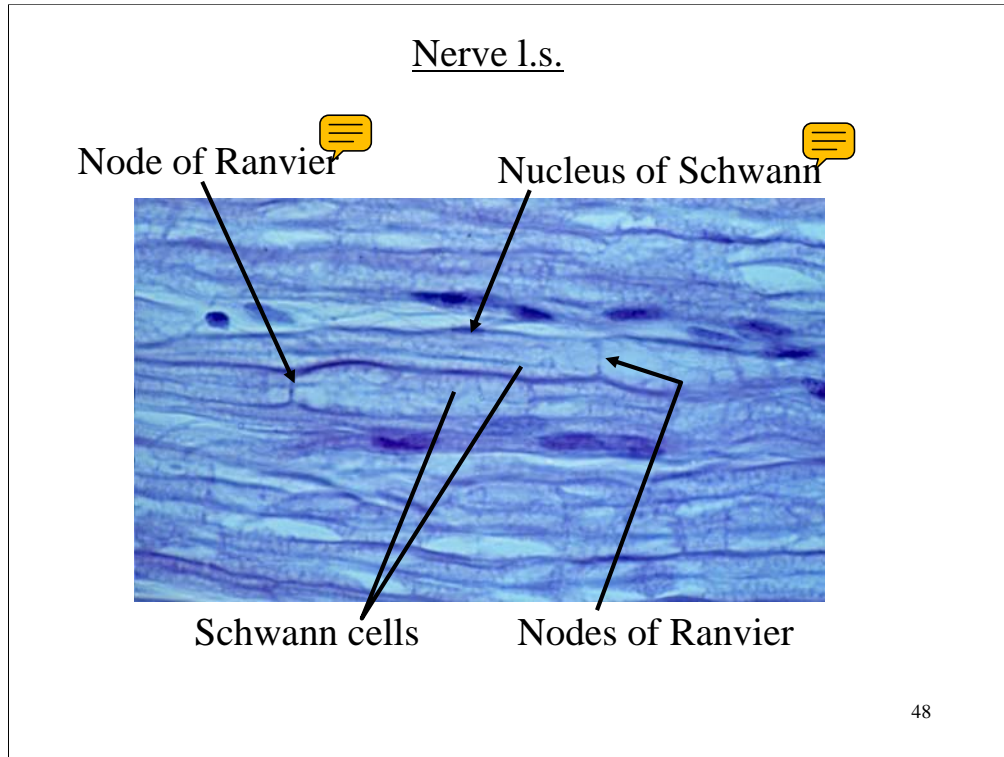 Nerve l.s.
Node of Ranvier
Nucleus of Schwann
Schwann cells
Nodes of Ranvier
48